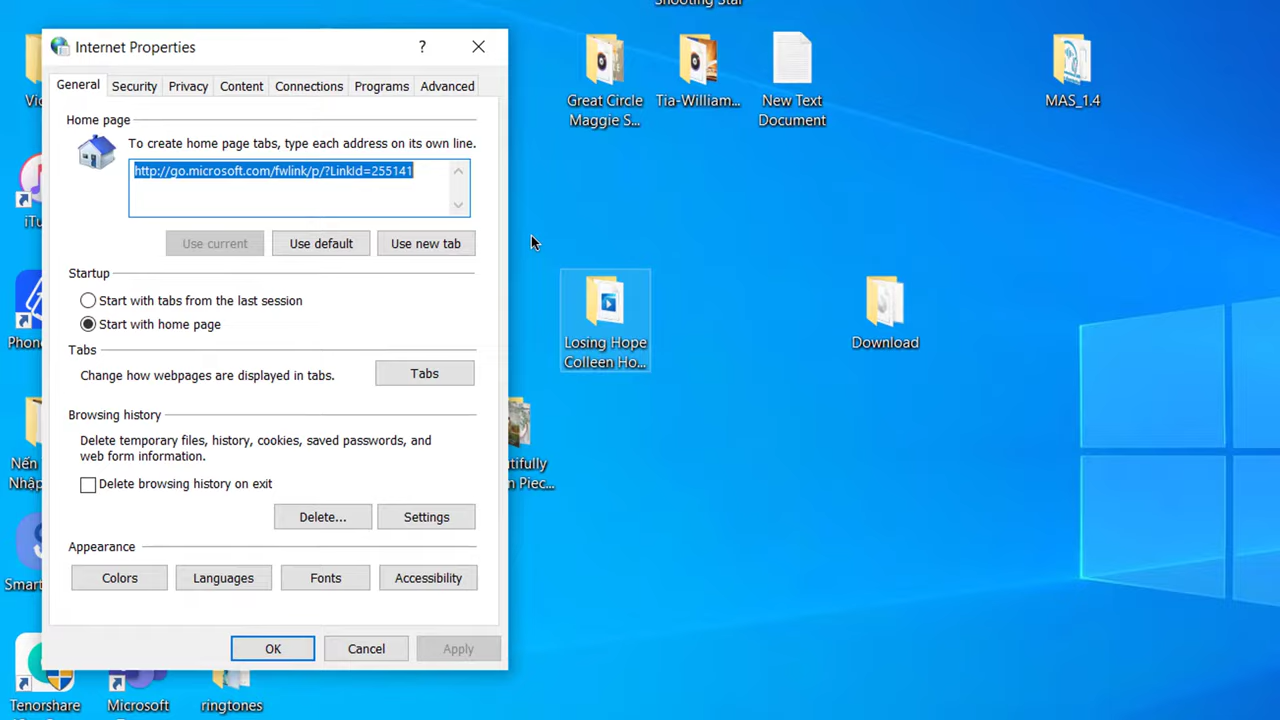 Shooting Star
Internet Properties
?
General
Security
Privacy
Content
Connections
Programs
Advanced
Home page
To create home page tabs, type each address on its own line.
http://go.microsoft.com/fwlink/p/?LinkId=255141
Use current
Use default
Use new tab
Startup
Start with tabs from the last session
Start with home page
Tabs
Change how webpages are displayed in tabs.
Tabs
Browsing history
Delete temporary files, history, cookies, saved passwords, and
web form information.
Delete browsing history on exit
Delete...
Settings
Appearance
Colors
Languages
Fonts
Accessibility
OK
Cancel
Apply
Great Circle
Maggie S...
Tia-William...
New Text
Document
MAS_1.4
Losing Hope
Colleen Ho...
Download
iTu
Phone
Nến
Nhập
Smart
n Piec...
Tenorshare
Microsoft
ringtones